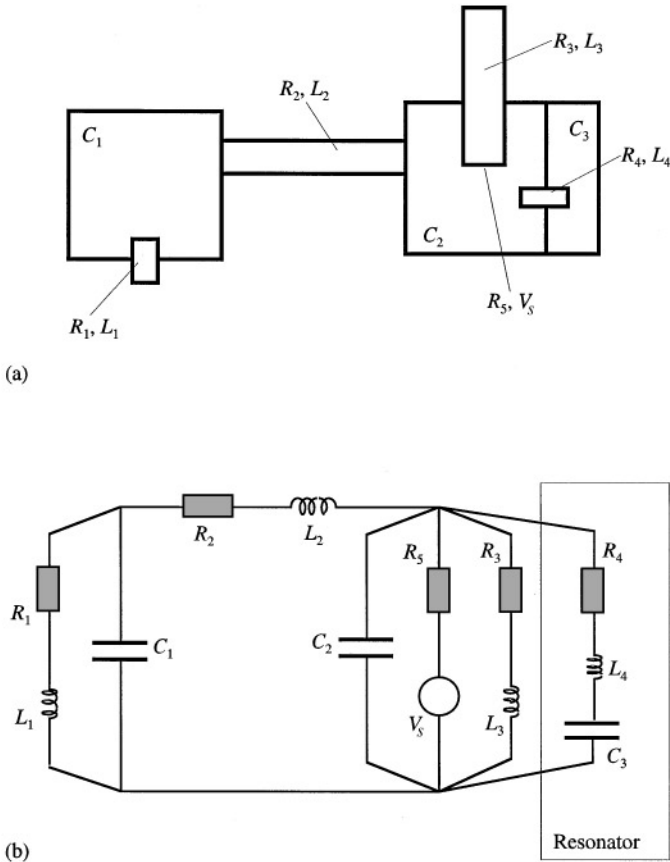 R₃, L₃
R₂, L₂
C₁
C₃
R₄, L₄
C₂
R₅, Vₛ
R₁, L₁
(a)
R₂
L₂
R₅
R₃
R₄
R₁
C₁
C₂
L₄
L₁
Vₛ
L₃
C₃
(b)
Resonator